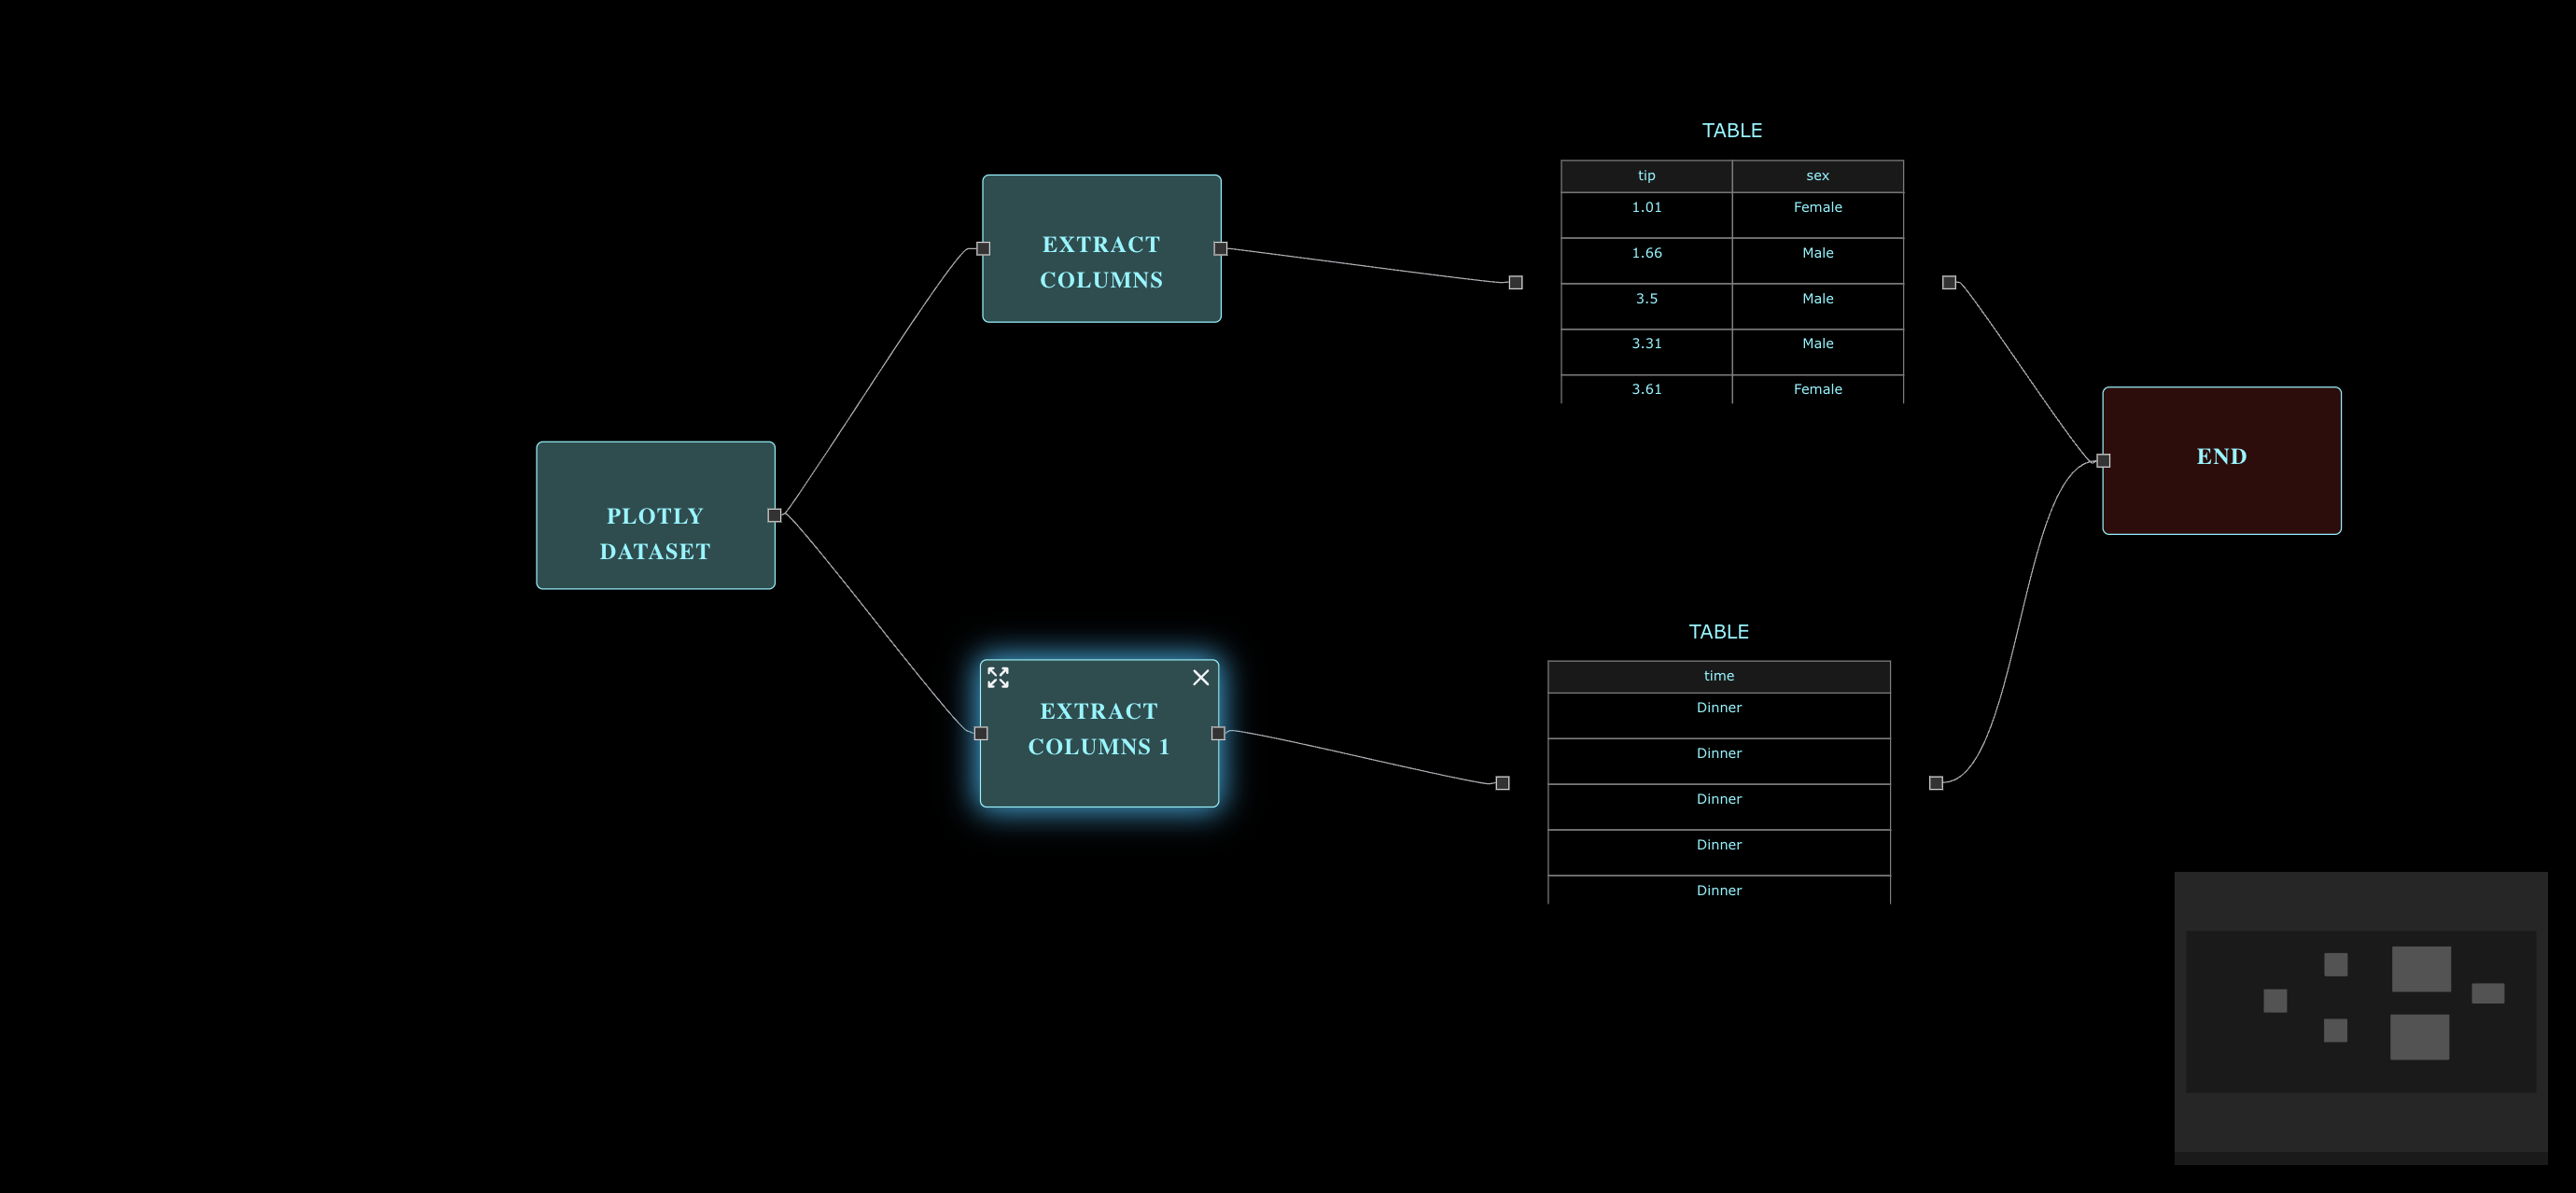 TABLE
tip sex
1.01 Female
1.66 Male
3.5 Male
3.31 Male
3.61 Female
EXTRACT
COLUMNS
PLOTLY
DATASET
END
EXTRACT
COLUMNS 1
TABLE
time
Dinner
Dinner
Dinner
Dinner
Dinner